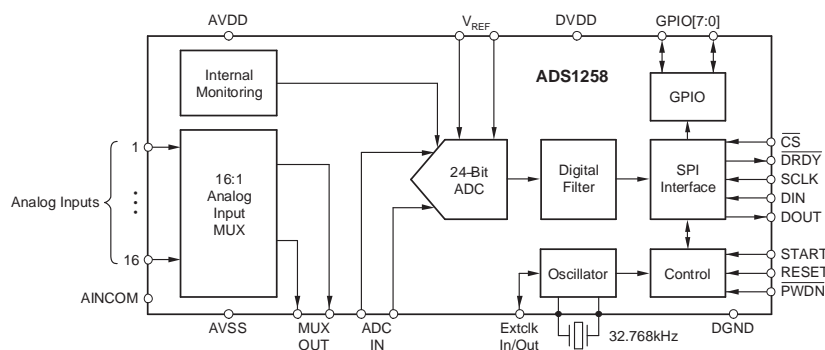 AVDD
V REF
DVDD
GPIO[7:0]
Internal
Monitoring
ADS1258
GPIO
1
16:1
Analog
Input
MUX
24-Bit
ADC
Digital
Filter
SPI
Interface
CS
DRDY
SCLK
DIN
DOUT
Analog Inputs
16
Oscillator
Control
START
RESET
PWDN
AINCOM
AVSS
MUX
OUT
ADC
IN
Extclk
In/Out
32.768kHz
DGND